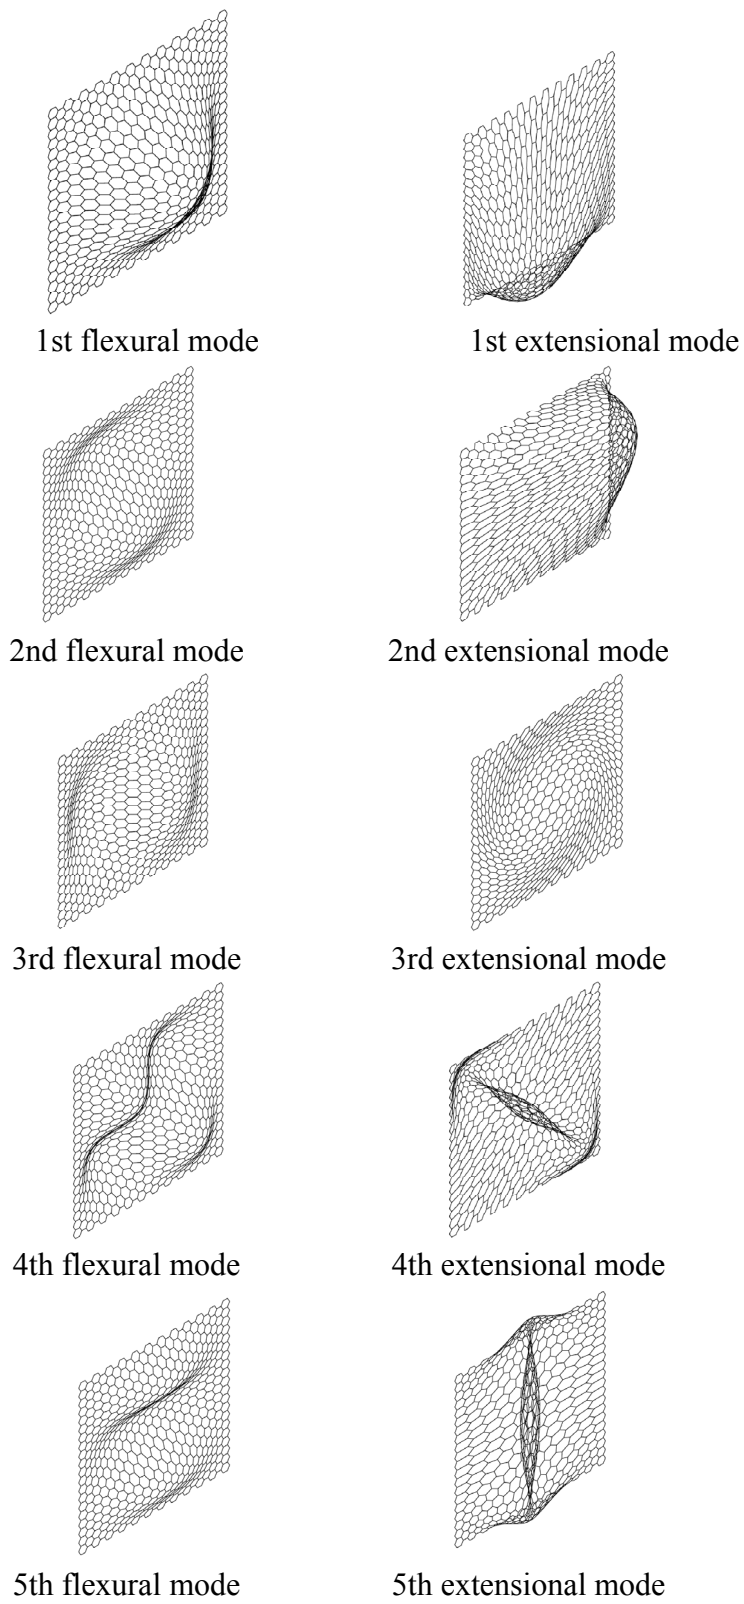 1st flexural mode
1st extensional mode
2nd flexural mode
2nd extensional mode
3rd flexural mode
3rd extensional mode
4th flexural mode
4th extensional mode
5th flexural mode
5th extensional mode